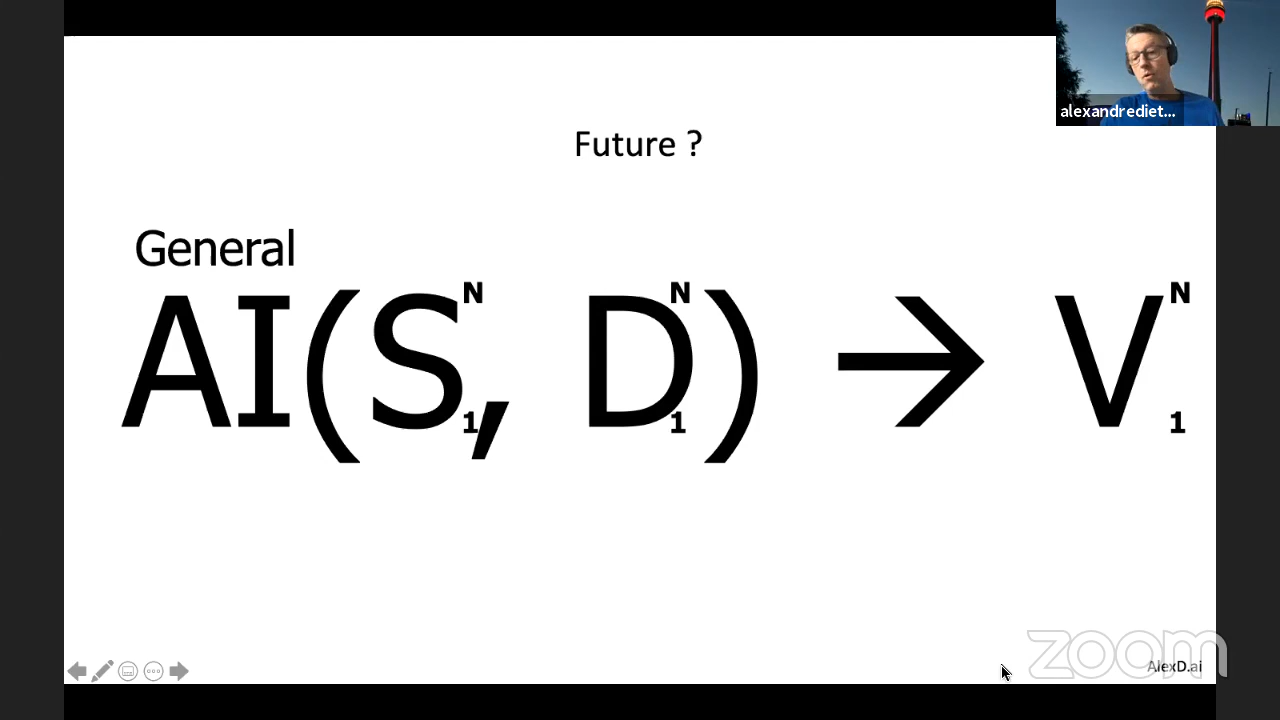 alexandrediet...
Future ?
General
AI(S₁ᴺ, D₁ᴺ) → V₁ᴺ
zoom
AlexD.ai